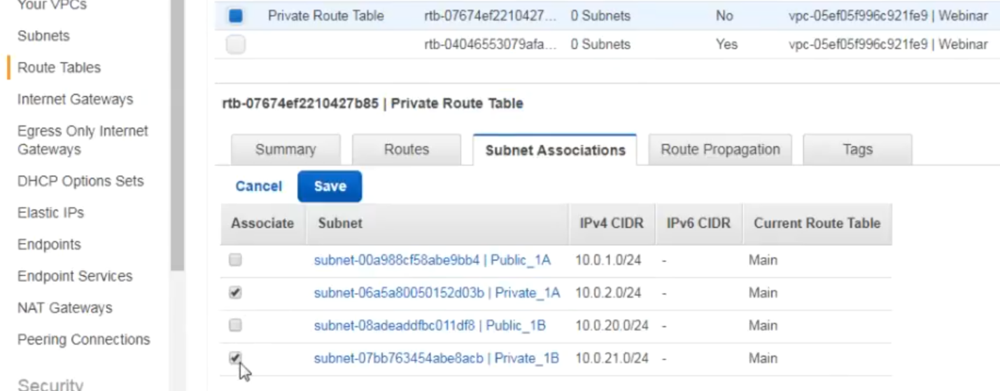 Your VPCs
Subnets
Route Tables
Internet Gateways
Egress Only Internet
Gateways
DHCP Options Sets
Elastic IPs
Endpoints
Endpoint Services
NAT Gateways
Peering Connections
Security
Private Route Table rtb-07674ef2210427... 0 Subnets No vpc-05ef05f996c921fe9 | Webinar
rtb-04046553079afa... 0 Subnets Yes vpc-05ef05f996c921fe9 | Webinar
rtb-07674ef2210427b85 | Private Route Table
Summary Routes Subnet Associations Route Propagation Tags
Cancel Save
Associate Subnet IPv4 CIDR IPv6 CIDR Current Route Table
subnet-00a988cf58abe9bb4 | Public_1A 10.0.1.0/24 - Main
subnet-06a5a80050152d03b | Private_1A 10.0.2.0/24 - Main
subnet-08adeaddfbc011df8 | Public_1B 10.0.20.0/24 - Main
subnet-07bb763454abe8acb | Private_1B 10.0.21.0/24 - Main